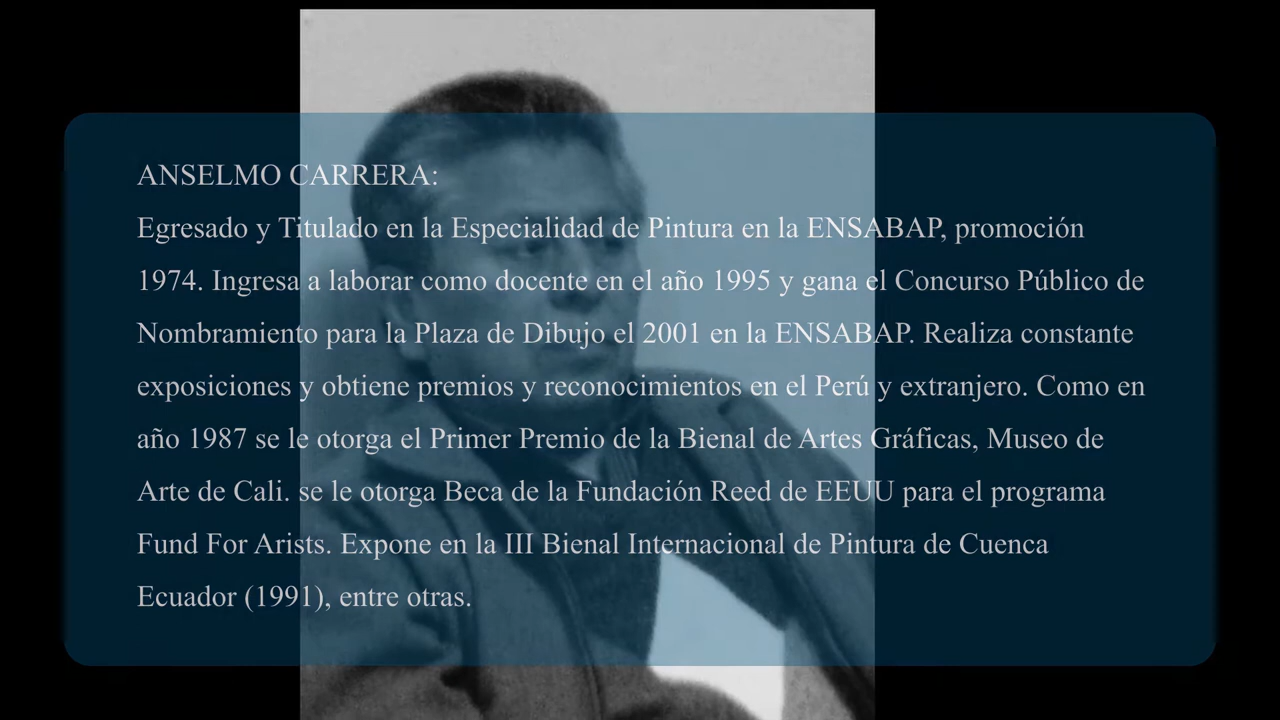 ANSELMO CARRERA:
Egresado y Titulado en la Especialidad de Pintura en la ENSABAP, promoción
1974. Ingresa a laborar como docente en el año 1995 y gana el Concurso Público de
Nombramiento para la Plaza de Dibujo el 2001 en la ENSABAP. Realiza constante
exposiciones y obtiene premios y reconocimientos en el Perú y extranjero. Como en
año 1987 se le otorga el Primer Premio de la Bienal de Artes Gráficas, Museo de
Arte de Cali. se le otorga Beca de la Fundación Reed de EEUU para el programa
Fund For Arists. Expone en la III Bienal Internacional de Pintura de Cuenca
Ecuador (1991), entre otras.